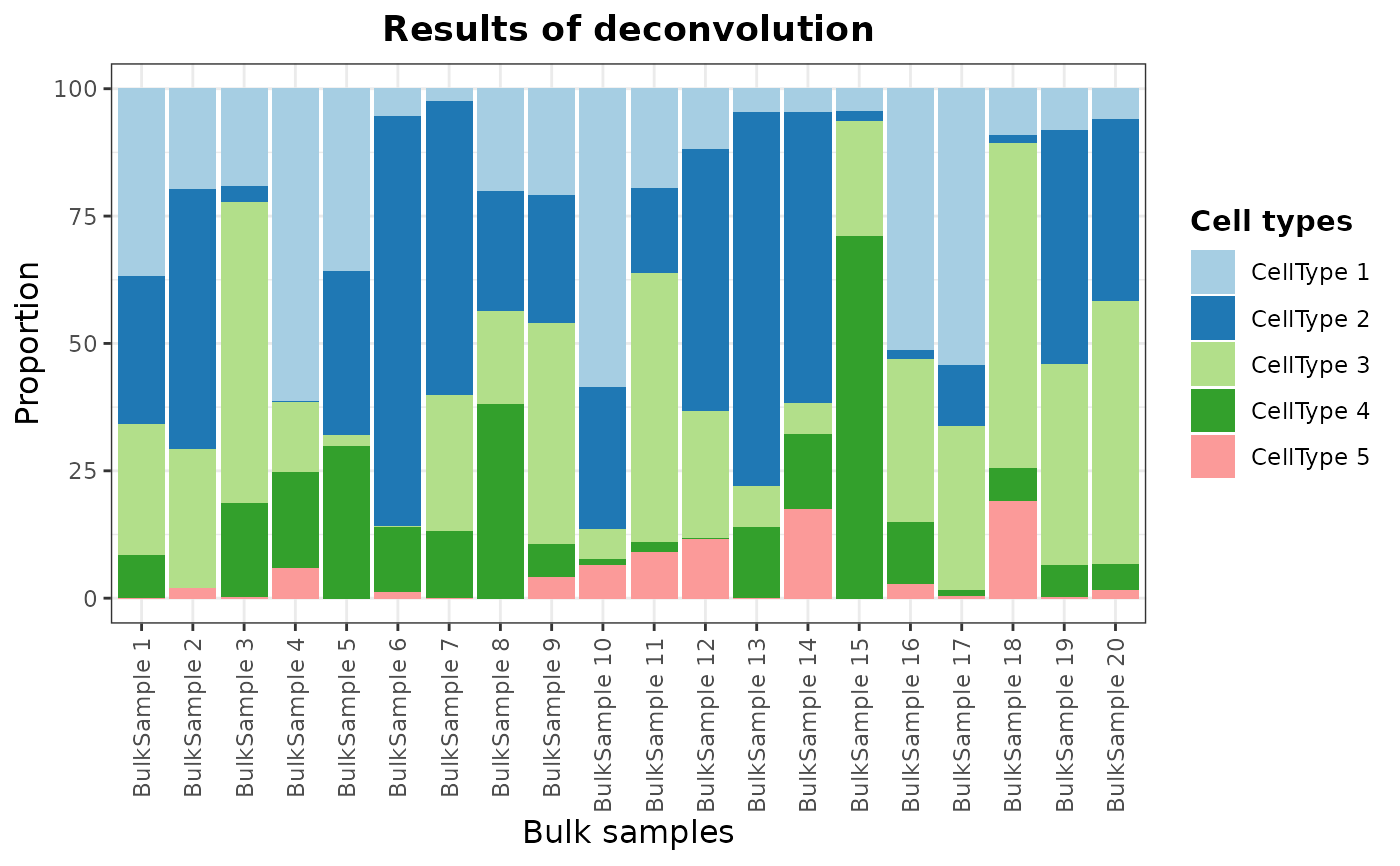 Results of deconvolution
Proportion
100
75
50
25
0
BulkSample 1
BulkSample 2
BulkSample 3
BulkSample 4
BulkSample 5
BulkSample 6
BulkSample 7
BulkSample 8
BulkSample 9
BulkSample 10
BulkSample 11
BulkSample 12
BulkSample 13
BulkSample 14
BulkSample 15
BulkSample 16
BulkSample 17
BulkSample 18
BulkSample 19
BulkSample 20
Bulk samples
Cell types
CellType 1
CellType 2
CellType 3
CellType 4
CellType 5